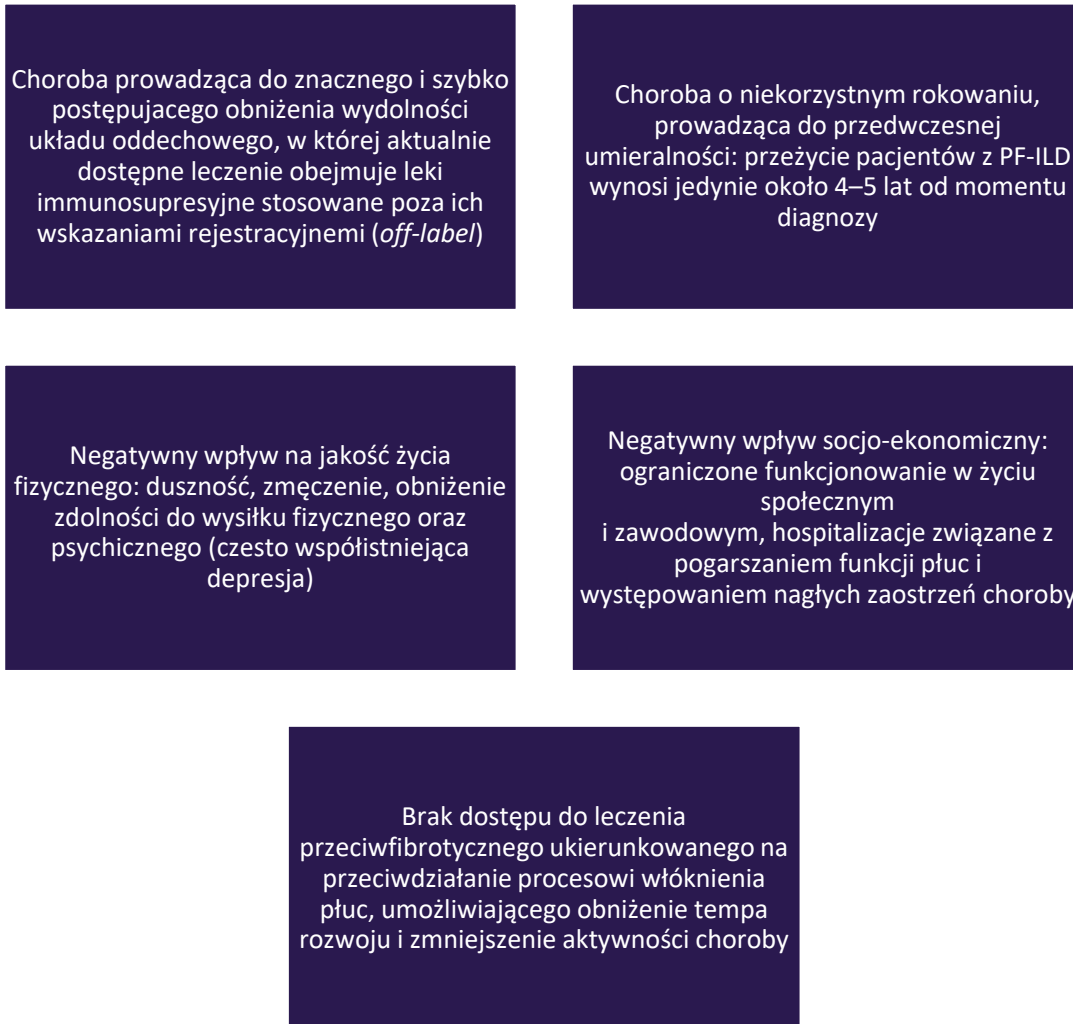 Choroba prowadząca do znacznego i szybko
postępujacego obniżenia wydolności
układu oddechowego, w której aktualnie
dostępne leczenie obejmuje leki
immunosupresyjne stosowane poza ich
wskazaniami rejestracyjnemi (off-label)
Choroba o niekorzystnym rokowaniu,
prowadząca do przedwczesnej
umieralności: przeżycie pacjentów z PF-ILD
wynosi jedynie około 4–5 lat od momentu
diagnozy
Negatywny wpływ na jakość życia
fizycznego: duszność, zmęczenie, obniżenie
zdolności do wysiłku fizycznego oraz
psychicznego (czesto współistniejąca
depresja)
Negatywny wpływ socjo-ekonomiczny:
ograniczone funkcjonowanie w życiu
społecznym
i zawodowym, hospitalizacje związane z
pogarszaniem funkcji płuc i
występowaniem nagłych zaostrzeń choroby
Brak dostępu do leczenia
przeciwfibrotycznego ukierunkowanego na
przeciwdziałanie procesowi włóknienia
płuc, umożliwiającego obniżenie tempa
rozwoju i zmniejszenie aktywności choroby